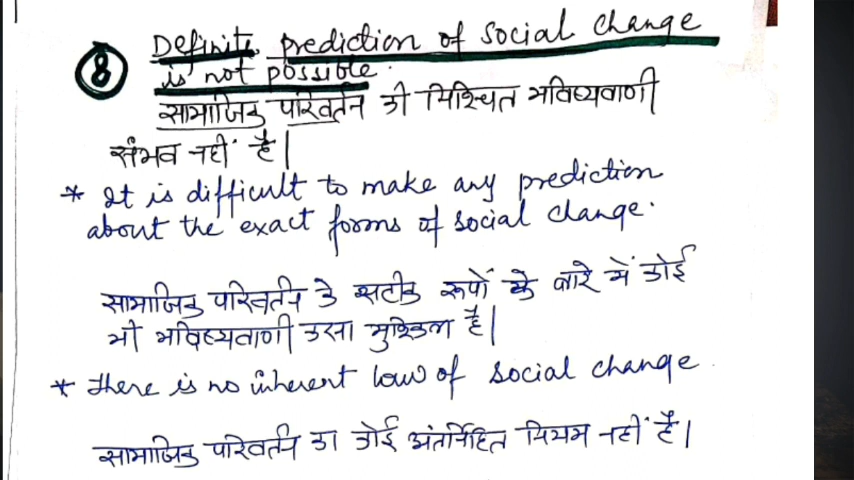 8 Definite prediction of social change
is not possible.
सामाजिक परिवर्तन की निश्चित भविष्यवाणी
संभव नहीं है।
* It is difficult to make any prediction
about the exact forms of social change.
सामाजिक परिवर्तन के सटीक रूपों के बारे में कोई
भी भविष्यवाणी करना मुश्किल है।
* There is no inherent law of social change.
सामाजिक परिवर्तन का कोई अंतर्निहित नियम नहीं है।